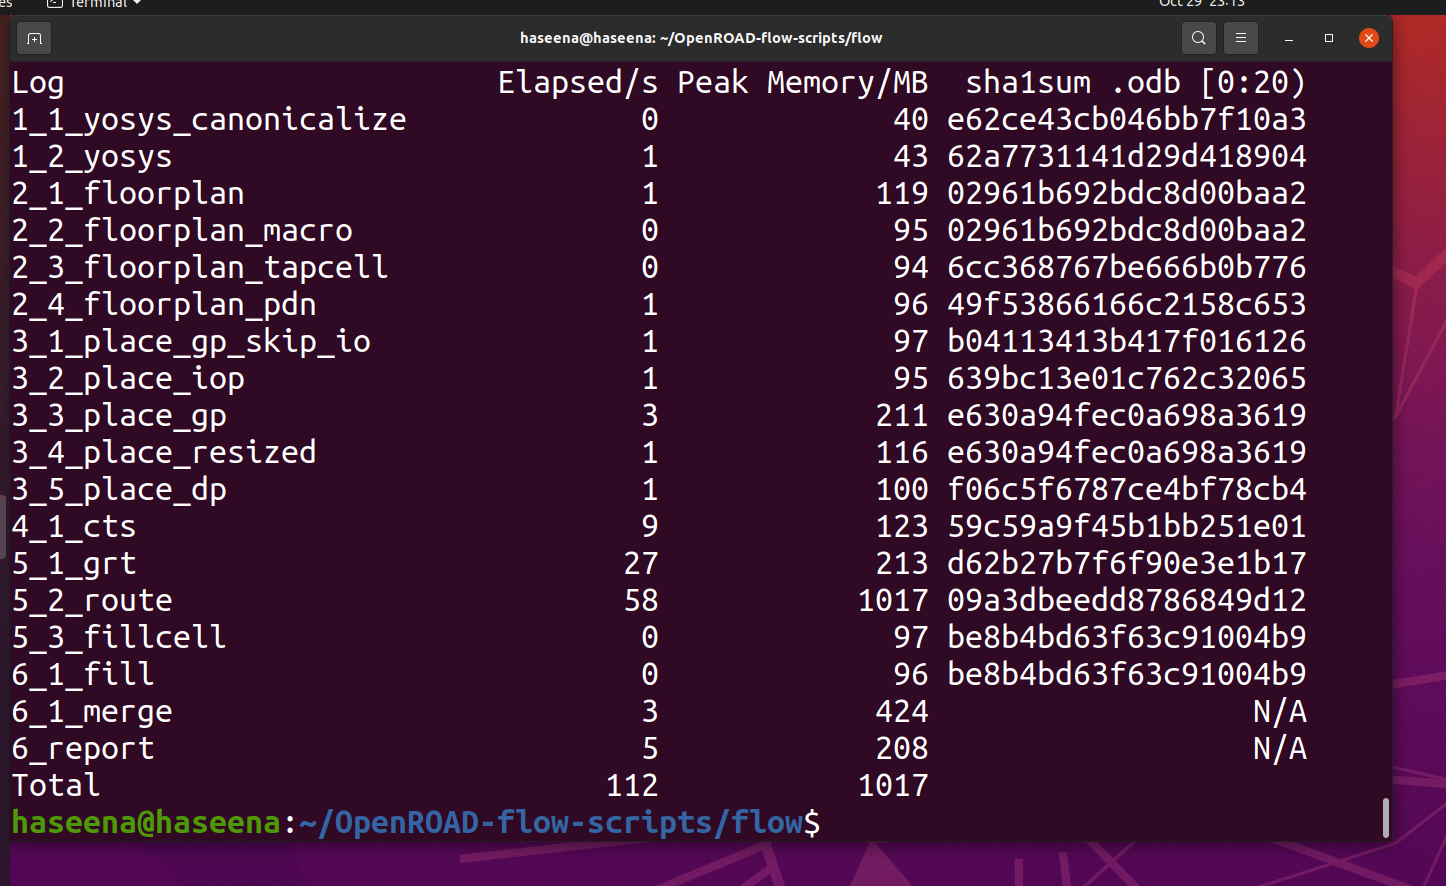 es Terminal Oct 29 23:13
haseena@haseena: ~/OpenROAD-flow-scripts/flow
Log Elapsed/s Peak Memory/MB sha1sum .odb [0:20)
1_1_yosys_canonicalize 0 40 e62ce43cb046bb7f10a3
1_2_yosys 1 43 62a7731141d29d418904
2_1_floorplan 1 119 02961b692bdc8d00baa2
2_2_floorplan_macro 0 95 02961b692bdc8d00baa2
2_3_floorplan_tapcell 0 94 6cc368767be666b0b776
2_4_floorplan_pdn 1 96 49f53866166c2158c653
3_1_place_gp_skip_io 1 97 b04113413b417f016126
3_2_place_iop 1 95 639bc13e01c762c32065
3_3_place_gp 3 211 e630a94fec0a698a3619
3_4_place_resized 1 116 e630a94fec0a698a3619
3_5_place_dp 1 100 f06c5f6787ce4bf78cb4
4_1_cts 9 123 59c59a9f45b1bb251e01
5_1_grt 27 213 d62b27b7f6f90e3e1b17
5_2_route 58 1017 09a3dbeedd8786849d12
5_3_fillcell 0 97 be8b4bd63f63c91004b9
6_1_fill 0 96 be8b4bd63f63c91004b9
6_1_merge 3 424 N/A
6_report 5 208 N/A
Total 112 1017
haseena@haseena:~/OpenROAD-flow-scripts/flow$